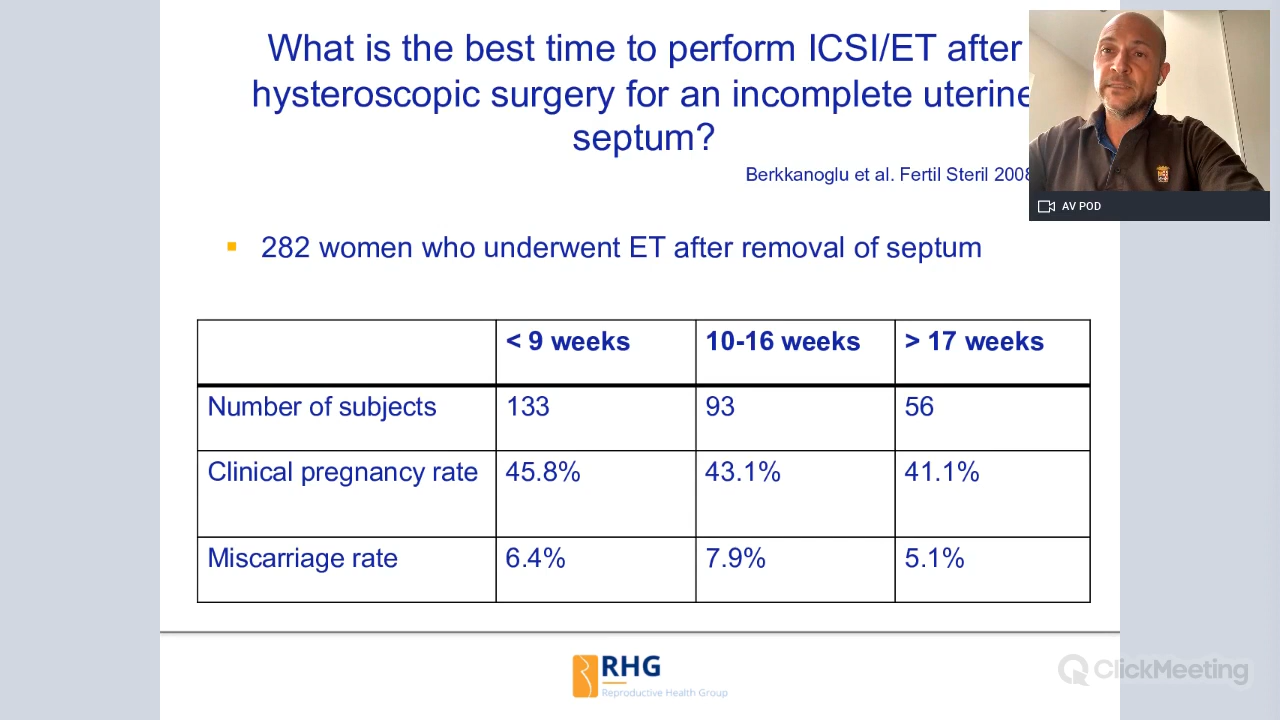 What is the best time to perform ICSI/ET after
hysteroscopic surgery for an incomplete uterine
septum?
Berkkanoglu et al. Fertil Steril 2008
AV POD
▪ 282 women who underwent ET after removal of septum
< 9 weeks 10-16 weeks > 17 weeks
Number of subjects 133 93 56
Clinical pregnancy rate 45.8% 43.1% 41.1%
Miscarriage rate 6.4% 7.9% 5.1%
RHG
Reproductive Health Group
ClickMeeting